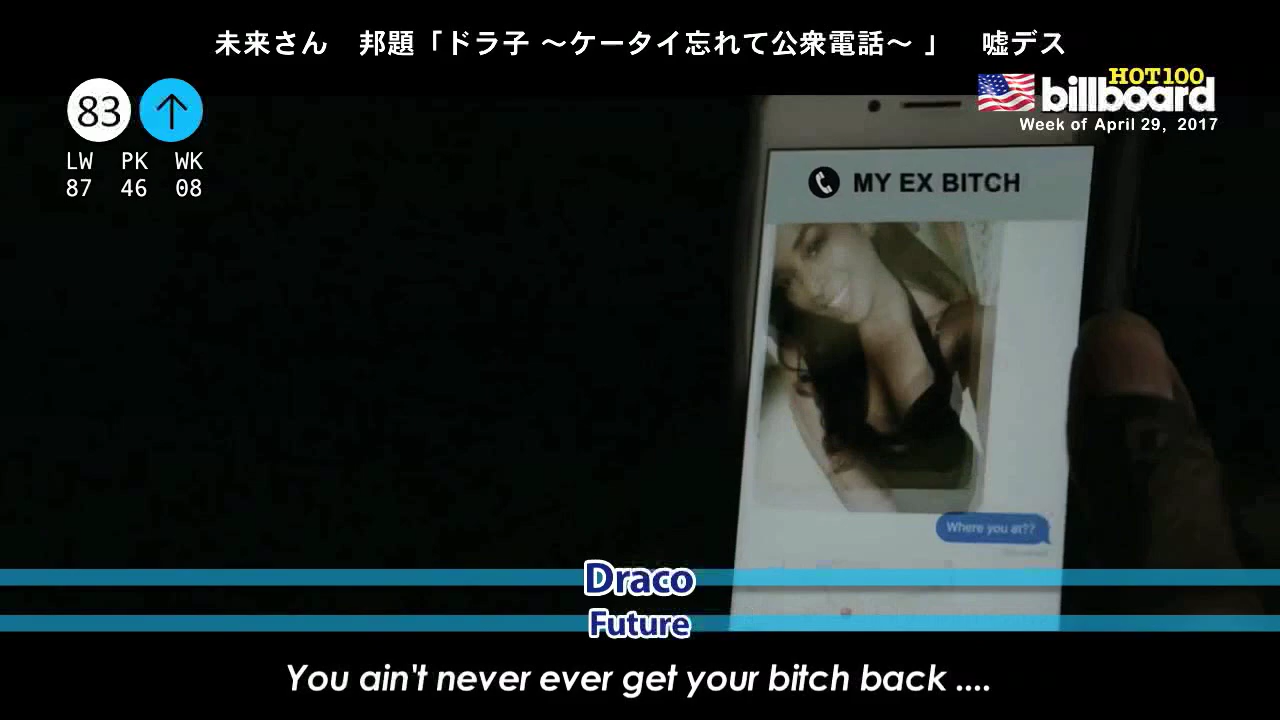 未来さん　邦題「ドラ子 ～ケータイ忘れて公衆電話～ 」　嘘デス
83 ↑
LW PK WK
87 46 08
HOT100
billboard
Week of April 29, 2017
MY EX BITCH
Where you at??
Draco
Future
You ain't never ever get your bitch back ....